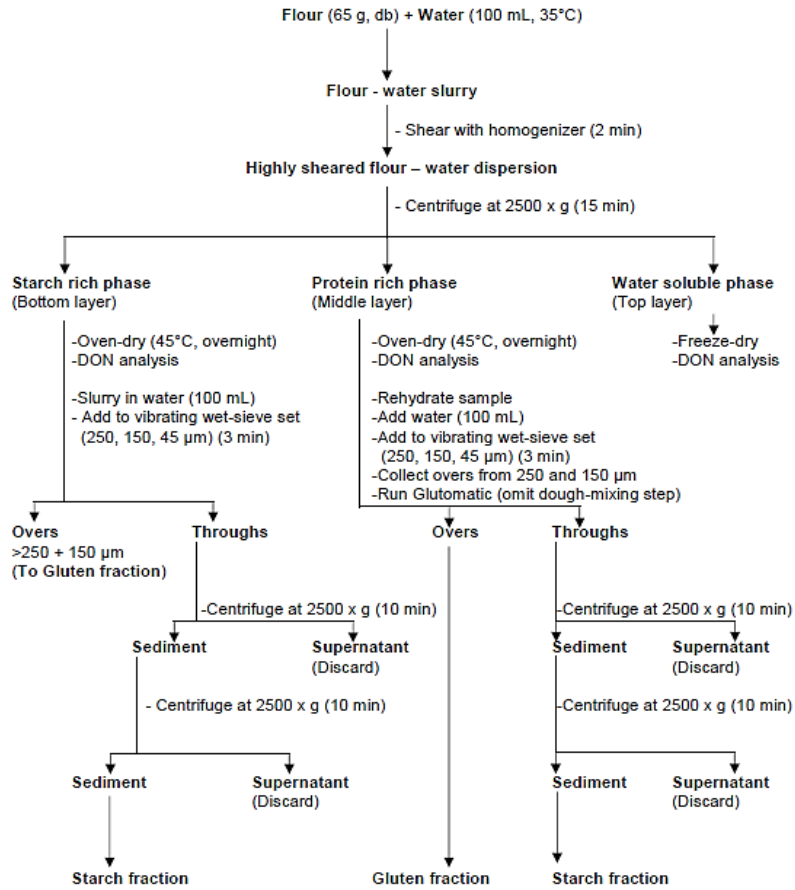 Flour (65 g, db) + Water (100 mL, 35°C)
Flour - water slurry
- Shear with homogenizer (2 min)
Highly sheared flour – water dispersion
- Centrifuge at 2500 x g (15 min)
Starch rich phase
(Bottom layer)
Protein rich phase
(Middle layer)
Water soluble phase
(Top layer)
-Oven-dry (45°C, overnight)
-DON analysis
-Slurry in water (100 mL)
- Add to vibrating wet-sieve set
(250, 150, 45 µm) (3 min)
-Oven-dry (45°C, overnight)
-DON analysis
-Rehydrate sample
-Add water (100 mL)
-Add to vibrating wet-sieve set
(250, 150, 45 µm) (3 min)
-Collect overs from 250 and 150 µm
-Run Glutomatic (omit dough-mixing step)
-Freeze-dry
-DON analysis
Overs
>250 + 150 µm
(To Gluten fraction)
Throughs
Overs
Throughs
-Centrifuge at 2500 x g (10 min)
Sediment
Supernatant
(Discard)
-Centrifuge at 2500 x g (10 min)
Sediment
Supernatant
(Discard)
- Centrifuge at 2500 x g (10 min)
-Centrifuge at 2500 x g (10 min)
Sediment
Supernatant
(Discard)
Sediment
Supernatant
(Discard)
Starch fraction
Gluten fraction
Starch fraction